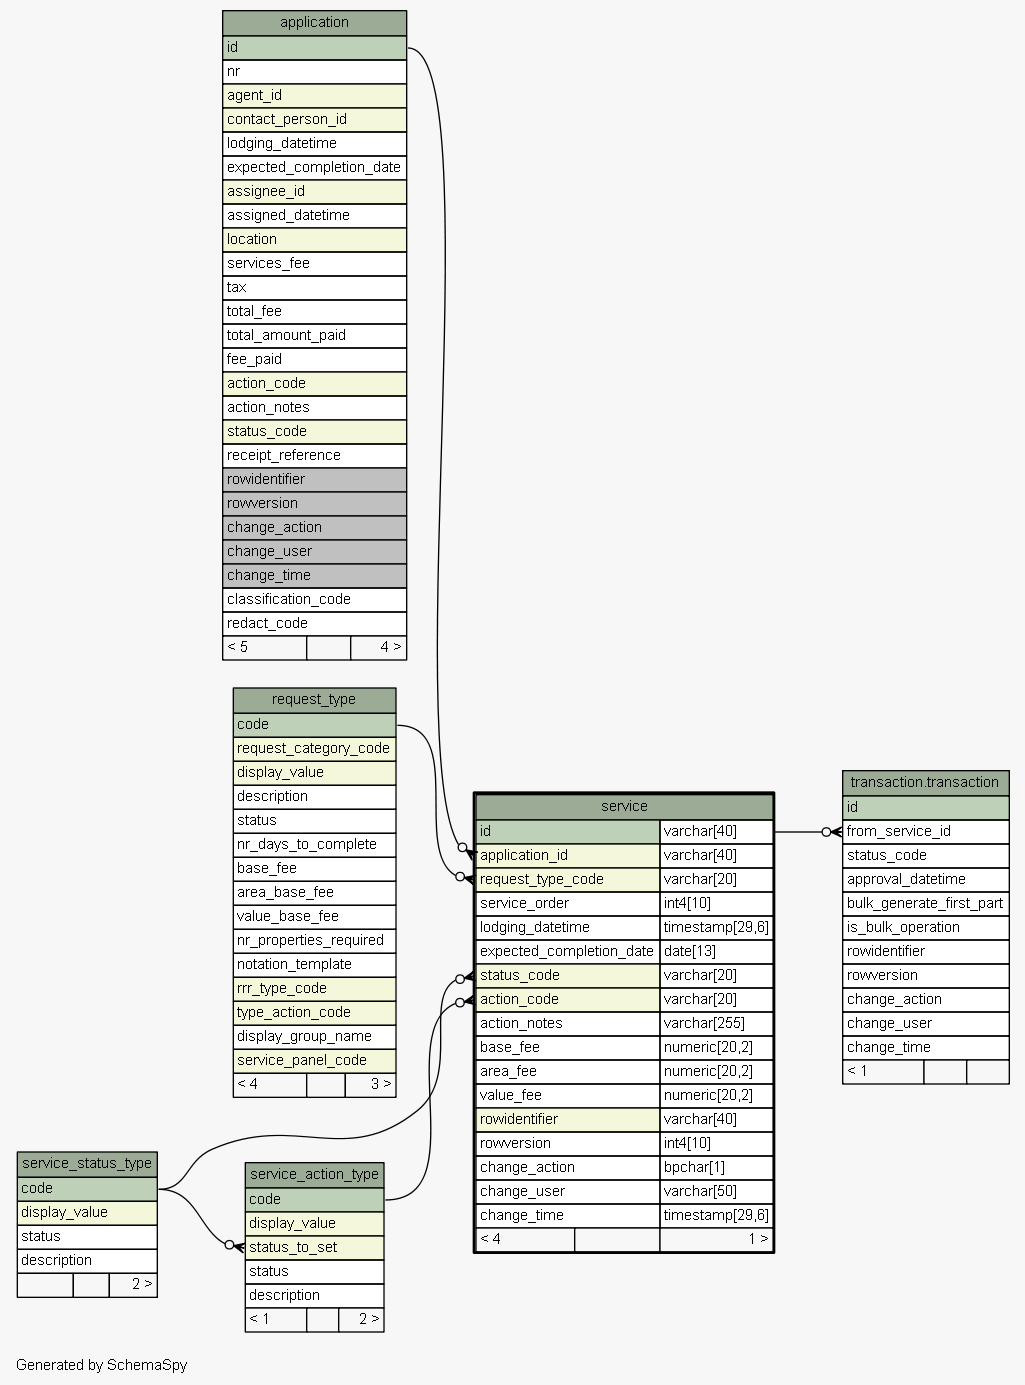 application
id
nr
agent_id
contact_person_id
lodging_datetime
expected_completion_date
assignee_id
assigned_datetime
location
services_fee
tax
total_fee
total_amount_paid
fee_paid
action_code
action_notes
status_code
receipt_reference
rowidentifier
rowversion
change_action
change_user
change_time
classification_code
redact_code
< 5 4 >
request_type
code
request_category_code
display_value
description
status
nr_days_to_complete
base_fee
area_base_fee
value_base_fee
nr_properties_required
notation_template
rrr_type_code
type_action_code
display_group_name
service_panel_code
< 4 3 >
service
id varchar[40]
application_id varchar[40]
request_type_code varchar[20]
service_order int4[10]
lodging_datetime timestamp[29,6]
expected_completion_date date[13]
status_code varchar[20]
action_code varchar[20]
action_notes varchar[255]
base_fee numeric[20,2]
area_fee numeric[20,2]
value_fee numeric[20,2]
rowidentifier varchar[40]
rowversion int4[10]
change_action bpchar[1]
change_user varchar[50]
change_time timestamp[29,6]
< 4 1 >
transaction.transaction
id
from_service_id
status_code
approval_datetime
bulk_generate_first_part
is_bulk_operation
rowidentifier
rowversion
change_action
change_user
change_time
< 1
service_status_type
code
display_value
status
description
2 >
service_action_type
code
display_value
status_to_set
status
description
< 1 2 >
Generated by SchemaSpy